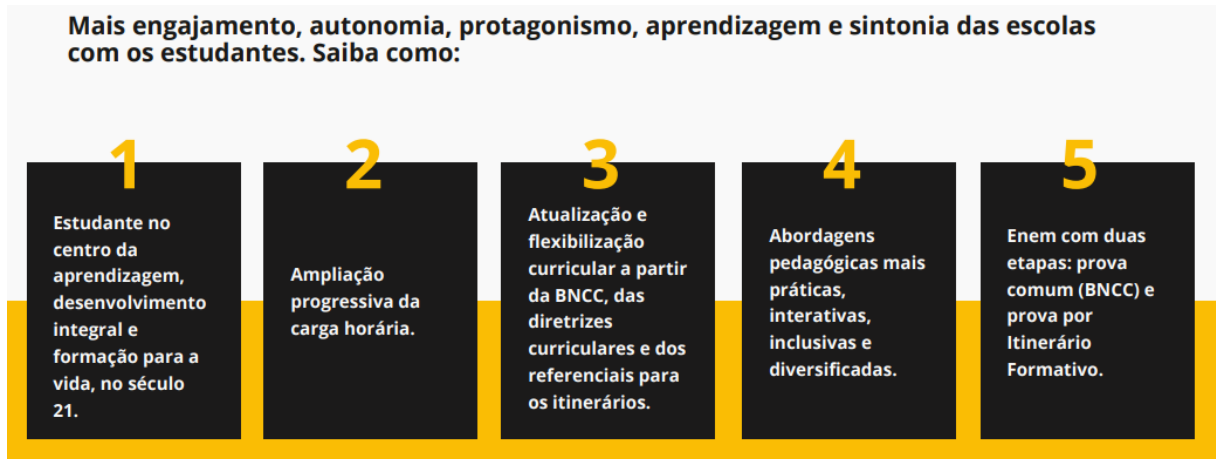 Mais engajamento, autonomia, protagonismo, aprendizagem e sintonia das escolas
com os estudantes. Saiba como:
1
Estudante no
centro da
aprendizagem,
desenvolvimento
integral e
formação para a
vida, no século
21.
2
Ampliação
progressiva da
carga horária.
3
Atualização e
flexibilização
curricular a partir
da BNCC, das
diretrizes
curriculares e dos
referenciais para
os itinerários.
4
Abordagens
pedagógicas mais
práticas,
interativas,
inclusivas e
diversificadas.
5
Enem com duas
etapas: prova
comum (BNCC) e
prova por
Itinerário
Formativo.